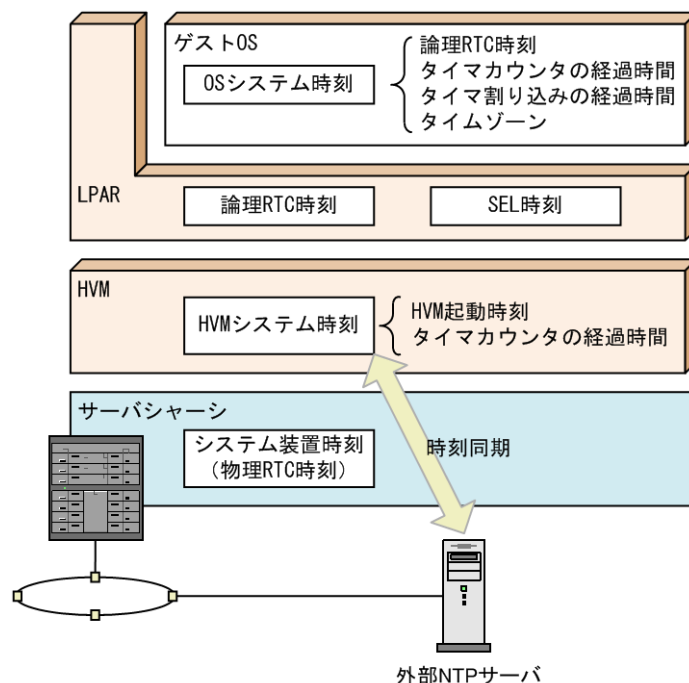 ゲストOS
OSシステム時刻
論理RTC時刻
タイマカウンタの経過時間
タイマ割り込みの経過時間
タイムゾーン
LPAR
論理RTC時刻
SEL時刻
HVM
HVMシステム時刻
HVM起動時刻
タイマカウンタの経過時間
サーバシャーシ
システム装置時刻
（物理RTC時刻）
時刻同期
外部NTPサーバ